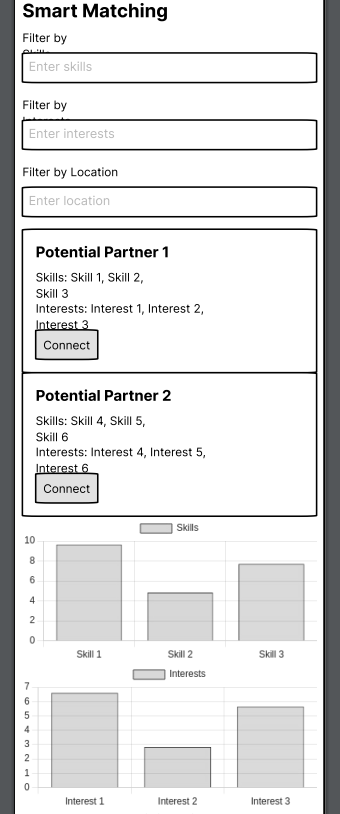 Smart Matching
Filter by
Skills
Enter skills
Filter by
Interests
Enter interests
Filter by Location
Enter location
Potential Partner 1
Skills: Skill 1, Skill 2,
Skill 3
Interests: Interest 1, Interest 2,
Interest 3
Connect
Potential Partner 2
Skills: Skill 4, Skill 5,
Skill 6
Interests: Interest 4, Interest 5,
Interest 6
Connect
Skills
10
8
6
4
2
0
Skill 1 Skill 2 Skill 3
Interests
7
6
5
4
3
2
1
0
Interest 1 Interest 2 Interest 3